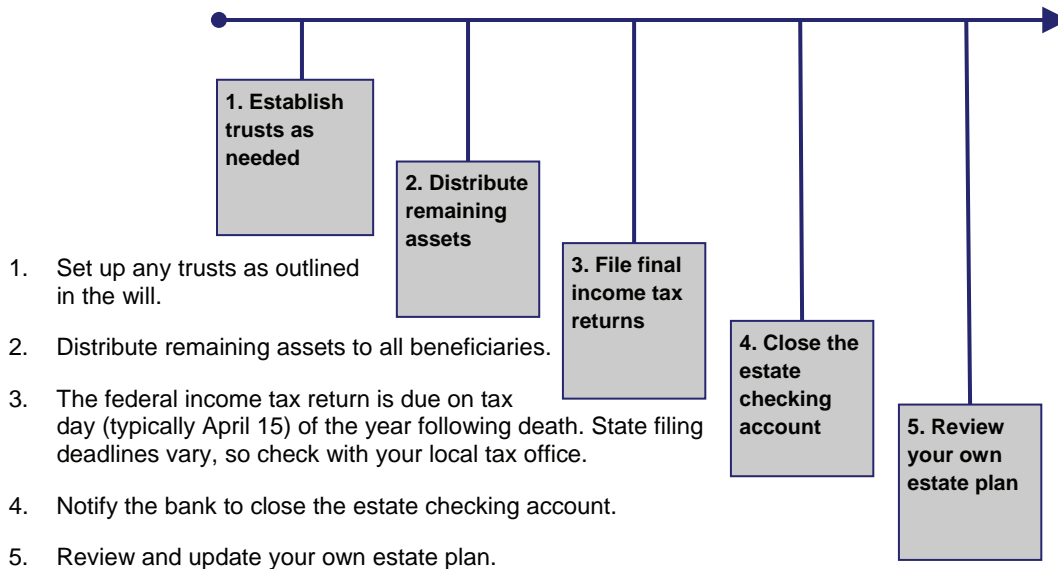 1. Establish
trusts as
needed
2. Distribute
remaining
assets
3. File final
income tax
returns
4. Close the
estate
checking
account
5. Review
your own
estate plan
1. Set up any trusts as outlined
in the will.
2. Distribute remaining assets to all beneficiaries.
3. The federal income tax return is due on tax
day (typically April 15) of the year following death. State filing
deadlines vary, so check with your local tax office.
4. Notify the bank to close the estate checking account.
5. Review and update your own estate plan.